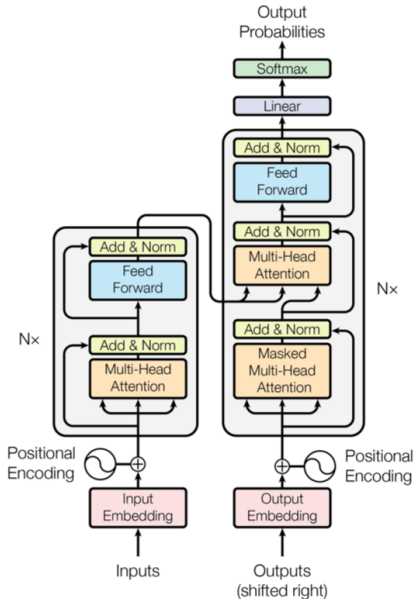 Output
Probabilities
Softmax
Linear
Add & Norm
Feed
Forward
Add & Norm
Multi-Head
Attention
Add & Norm
Masked
Multi-Head
Attention
N×
Add & Norm
Feed
Forward
Add & Norm
Multi-Head
Attention
N×
Positional
Encoding
Positional
Encoding
Input
Embedding
Output
Embedding
Inputs
Outputs
(shifted right)